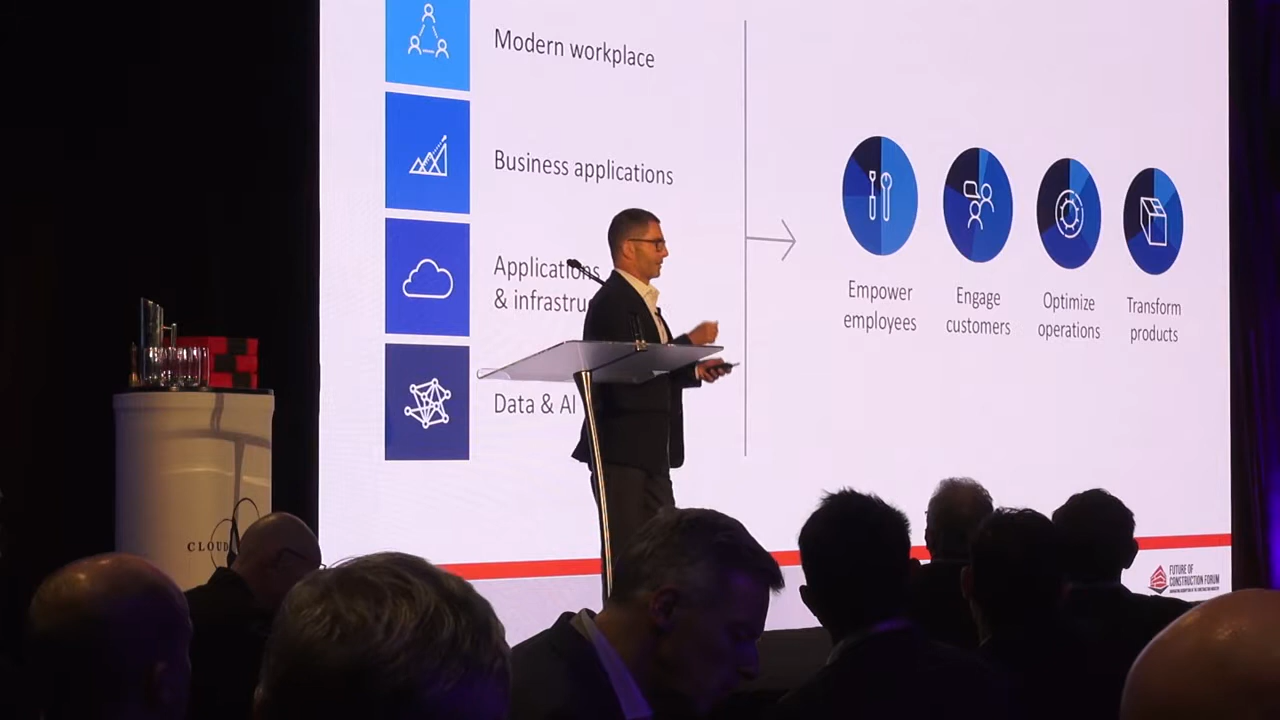 Modern workplace
Business applications
Applications
& infrastru
Data & AI
Empower
employees
Engage
customers
Optimize
operations
Transform
products
CLOUD
FUTURE OF
CONSTRUCTION FORUM